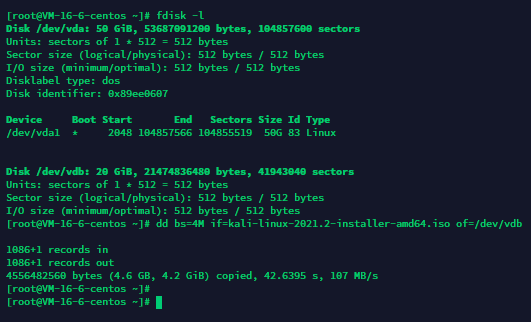 [root@VM-16-6-centos ~]# fdisk -l
Disk /dev/vda: 50 GiB, 53687091200 bytes, 104857600 sectors
Units: sectors of 1 * 512 = 512 bytes
Sector size (logical/physical): 512 bytes / 512 bytes
I/O size (minimum/optimal): 512 bytes / 512 bytes
Disklabel type: dos
Disk identifier: 0x89ee0607
Device     Boot Start       End   Sectors Size Id Type
/dev/vda1  *     2048 104857566 104855519  50G 83 Linux
Disk /dev/vdb: 20 GiB, 21474836480 bytes, 41943040 sectors
Units: sectors of 1 * 512 = 512 bytes
Sector size (logical/physical): 512 bytes / 512 bytes
I/O size (minimum/optimal): 512 bytes / 512 bytes
[root@VM-16-6-centos ~]# dd bs=4M if=kali-linux-2021.2-installer-amd64.iso of=/dev/vdb
1086+1 records in
1086+1 records out
4556482560 bytes (4.6 GB, 4.2 GiB) copied, 42.6395 s, 107 MB/s
[root@VM-16-6-centos ~]#
[root@VM-16-6-centos ~]#